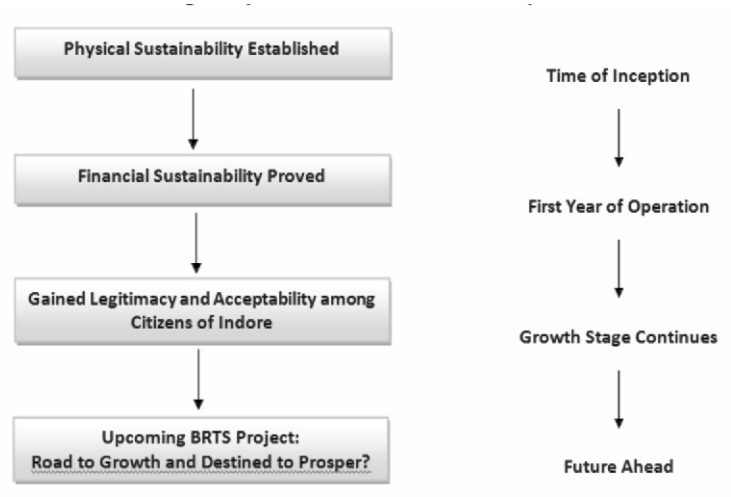 Physical Sustainability Established
Time of Inception
Financial Sustainability Proved
First Year of Operation
Gained Legitimacy and Acceptability among
Citizens of Indore
Growth Stage Continues
Upcoming BRTS Project:
Road to Growth and Destined to Prosper?
Future Ahead